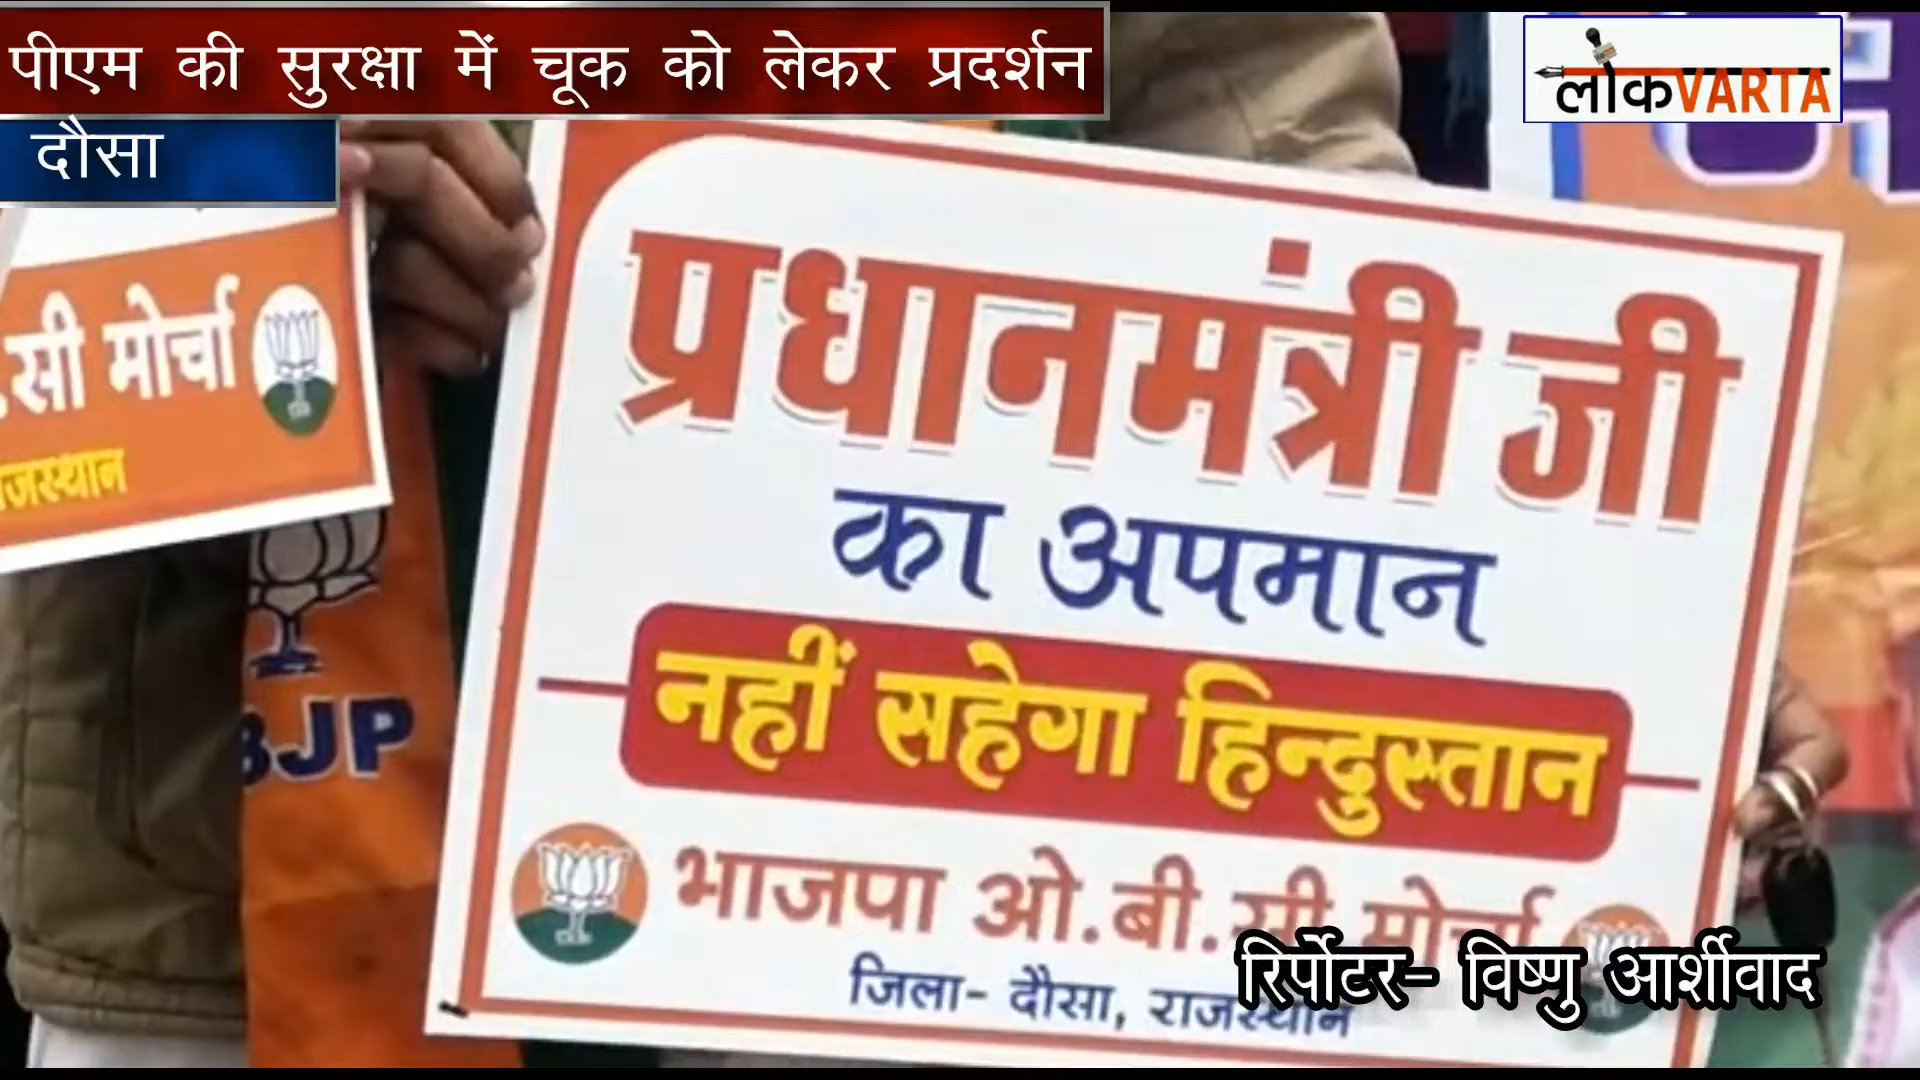 पीएम की सुरक्षा में चूक को लेकर प्रदर्शन
लोकVARTA
दौसा
प्रधानमंत्री जी
का अपमान
नहीं सहेगा हिन्दुस्तान
भाजपा ओ.बी.सी मोर्चा
जिला- दौसा, राजस्थान
.सी मोर्चा
राजस्थान
BJP
रिर्पोटर- विष्णु आर्शीवाद